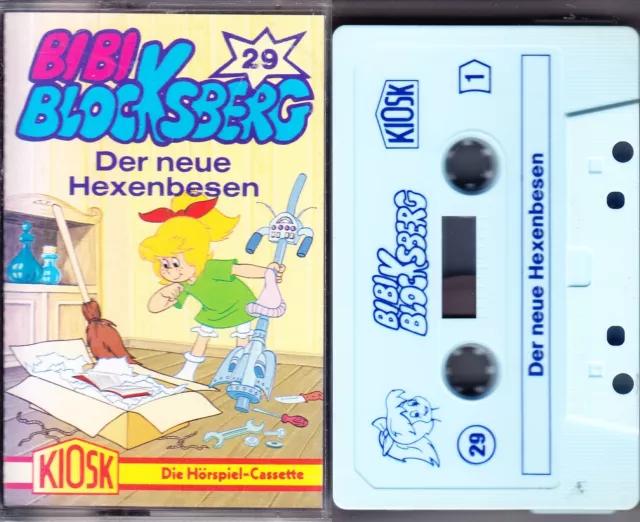 BIBI
BLOCKSBERG
29
Der neue
Hexenbesen
KIOSK
Die Hörspiel-Cassette
KIOSK
1
BIBI
BLOCKSBERG
Der neue Hexenbesen
29